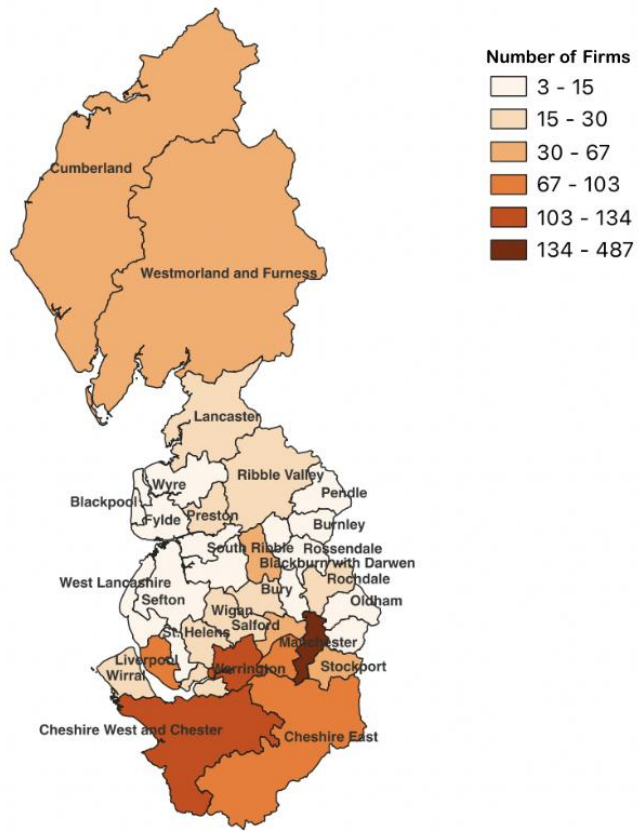 Number of Firms
3 - 15
15 - 30
30 - 67
67 - 103
103 - 134
134 - 487
Cumberland
Westmorland and Furness
Lancaster
Ribble Valley
Wyre
Pendle
Blackpool
Fylde
Preston
Burnley
South Ribble
Rossendale
Blackburn with Darwen
West Lancashire
Rochdale
Bury
Sefton
Oldham
Wigan
Salford
St. Helens
Manchester
Liverpool
Warrington
Stockport
Wirral
Cheshire West and Chester
Cheshire East